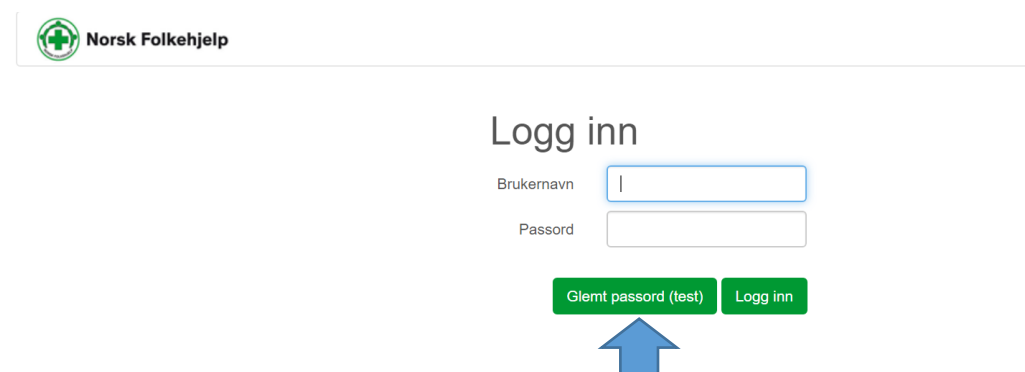 Norsk Folkehjelp
Logg inn
Brukernavn
Passord
Glemt passord (test) Logg inn